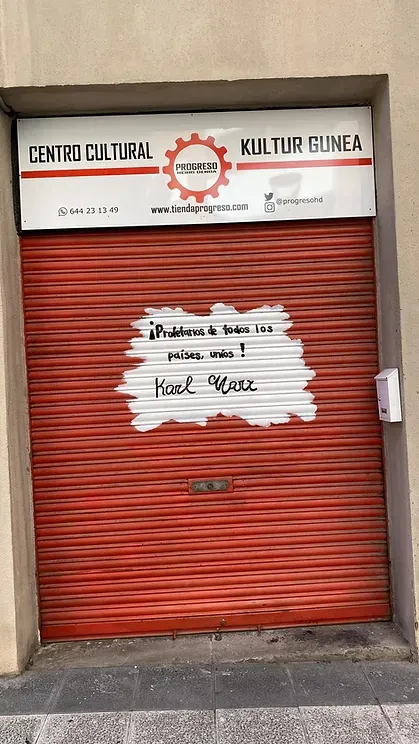 CENTRO CULTURAL
PROGRESO
HERRI DENDA
KULTUR GUNEA
644 23 13 49
www.tiendaprogreso.com
@progresohd
¡Proletarios de todos los
países, uníos!
Karl Marx